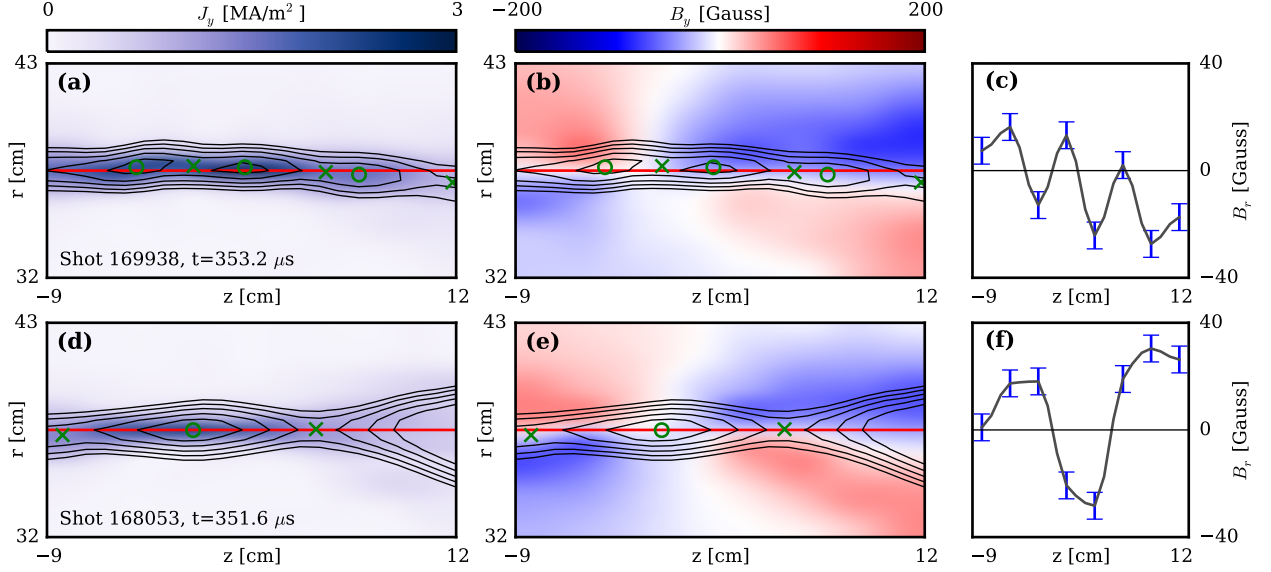 0 J_y [MA/m²] 3
−200 B_y [Gauss] 200
43 (a) r [cm] 32
Shot 169938, t=353.2 μs
−9 z [cm] 12
43 (b) r [cm] 32
−9 z [cm] 12
(c) 40 0 −40 B_r [Gauss]
−9 z [cm] 12
43 (d) r [cm] 32
Shot 168053, t=351.6 μs
−9 z [cm] 12
43 (e) r [cm] 32
−9 z [cm] 12
(f) 40 0 −40 B_r [Gauss]
−9 z [cm] 12